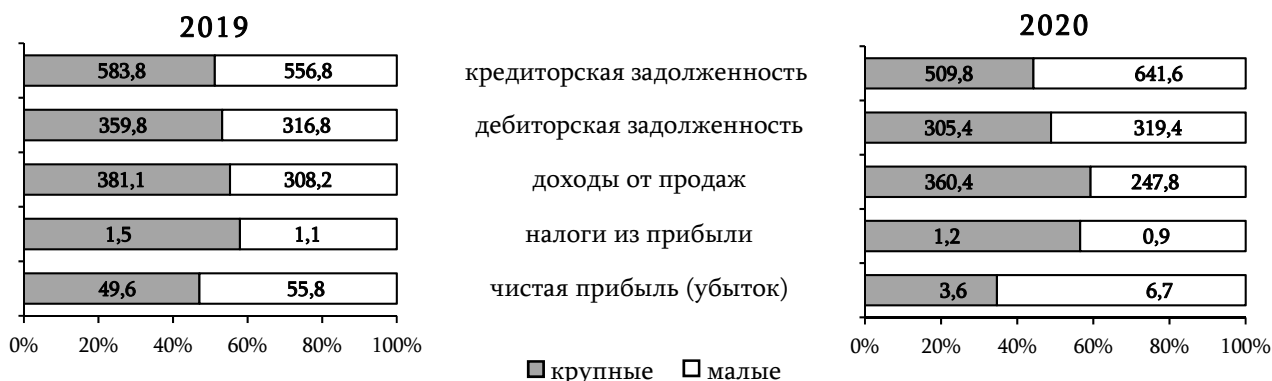 2019
2020
583,8 556,8 кредиторская задолженность 509,8 641,6
359,8 316,8 дебиторская задолженность 305,4 319,4
381,1 308,2 доходы от продаж 360,4 247,8
1,5 1,1 налоги из прибыли 1,2 0,9
49,6 55,8 чистая прибыль (убыток) 3,6 6,7
0% 20% 40% 60% 80% 100% 0% 20% 40% 60% 80% 100%
крупные малые